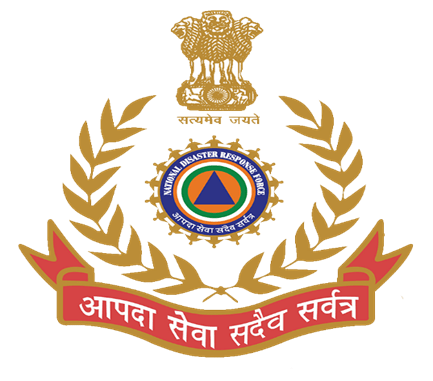 सत्यमेव जयते
NATIONAL DISASTER RESPONSE FORCE
आपदा सेवा सदैव सर्वत्र
आपदा सेवा सदैव सर्वत्र